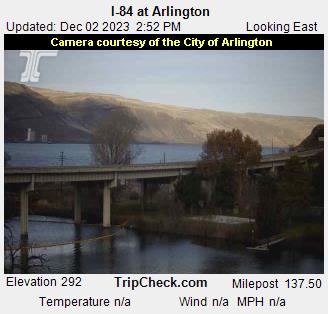 I-84 at Arlington
Updated: Dec 02 2023 2:52 PM Looking East
Camera courtesy of the City of Arlington
Elevation 292 TripCheck.com Milepost 137.50
Temperature n/a Wind n/a MPH n/a